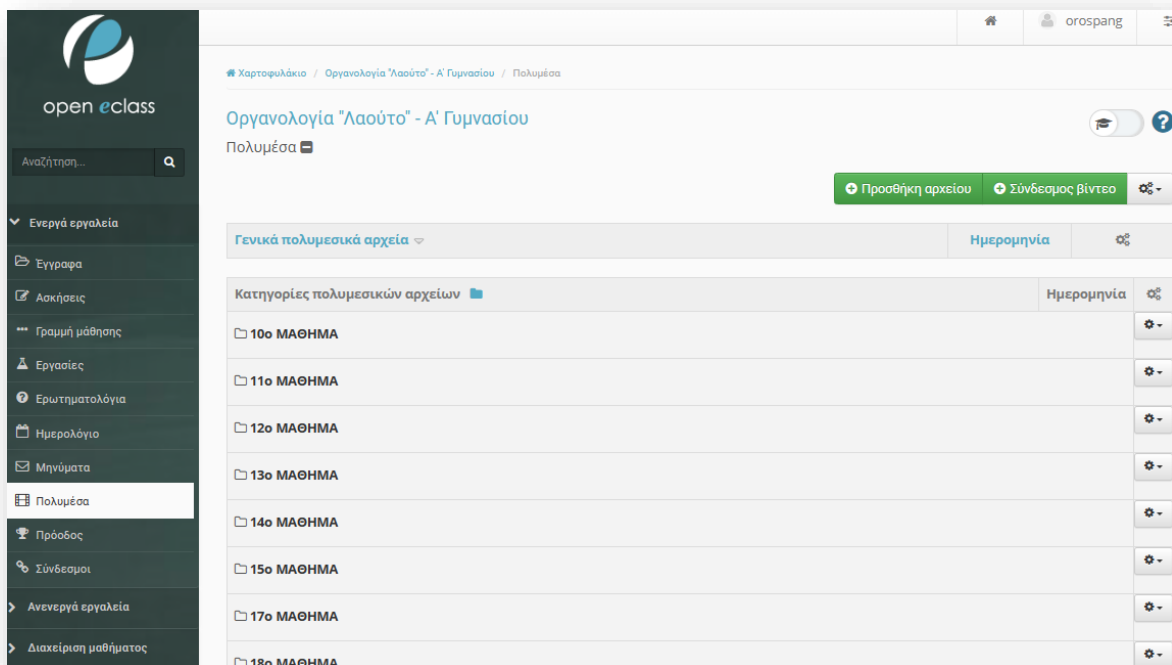 orospang
Χαρτοφυλάκιο / Οργανολογία "Λαούτο" - Α' Γυμνασίου / Πολυμέσα
open eclass
Οργανολογία "Λαούτο" - Α' Γυμνασίου
Πολυμέσα
Αναζήτηση...
Προσθήκη αρχείου
Σύνδεσμος βίντεο
Ενεργά εργαλεία
Έγγραφα
Ασκήσεις
Γραμμή μάθησης
Εργασίες
Ερωτηματολόγια
Ημερολόγιο
Μηνύματα
Πολυμέσα
Πρόοδος
Σύνδεσμοι
Ανενεργά εργαλεία
Διαχείριση μαθήματος
Γενικά πολυμεσικά αρχεία Ημερομηνία
Κατηγορίες πολυμεσικών αρχείων Ημερομηνία
10ο ΜΑΘΗΜΑ
11ο ΜΑΘΗΜΑ
12ο ΜΑΘΗΜΑ
13ο ΜΑΘΗΜΑ
14ο ΜΑΘΗΜΑ
15ο ΜΑΘΗΜΑ
17ο ΜΑΘΗΜΑ
18ο ΜΑΘΗΜΑ